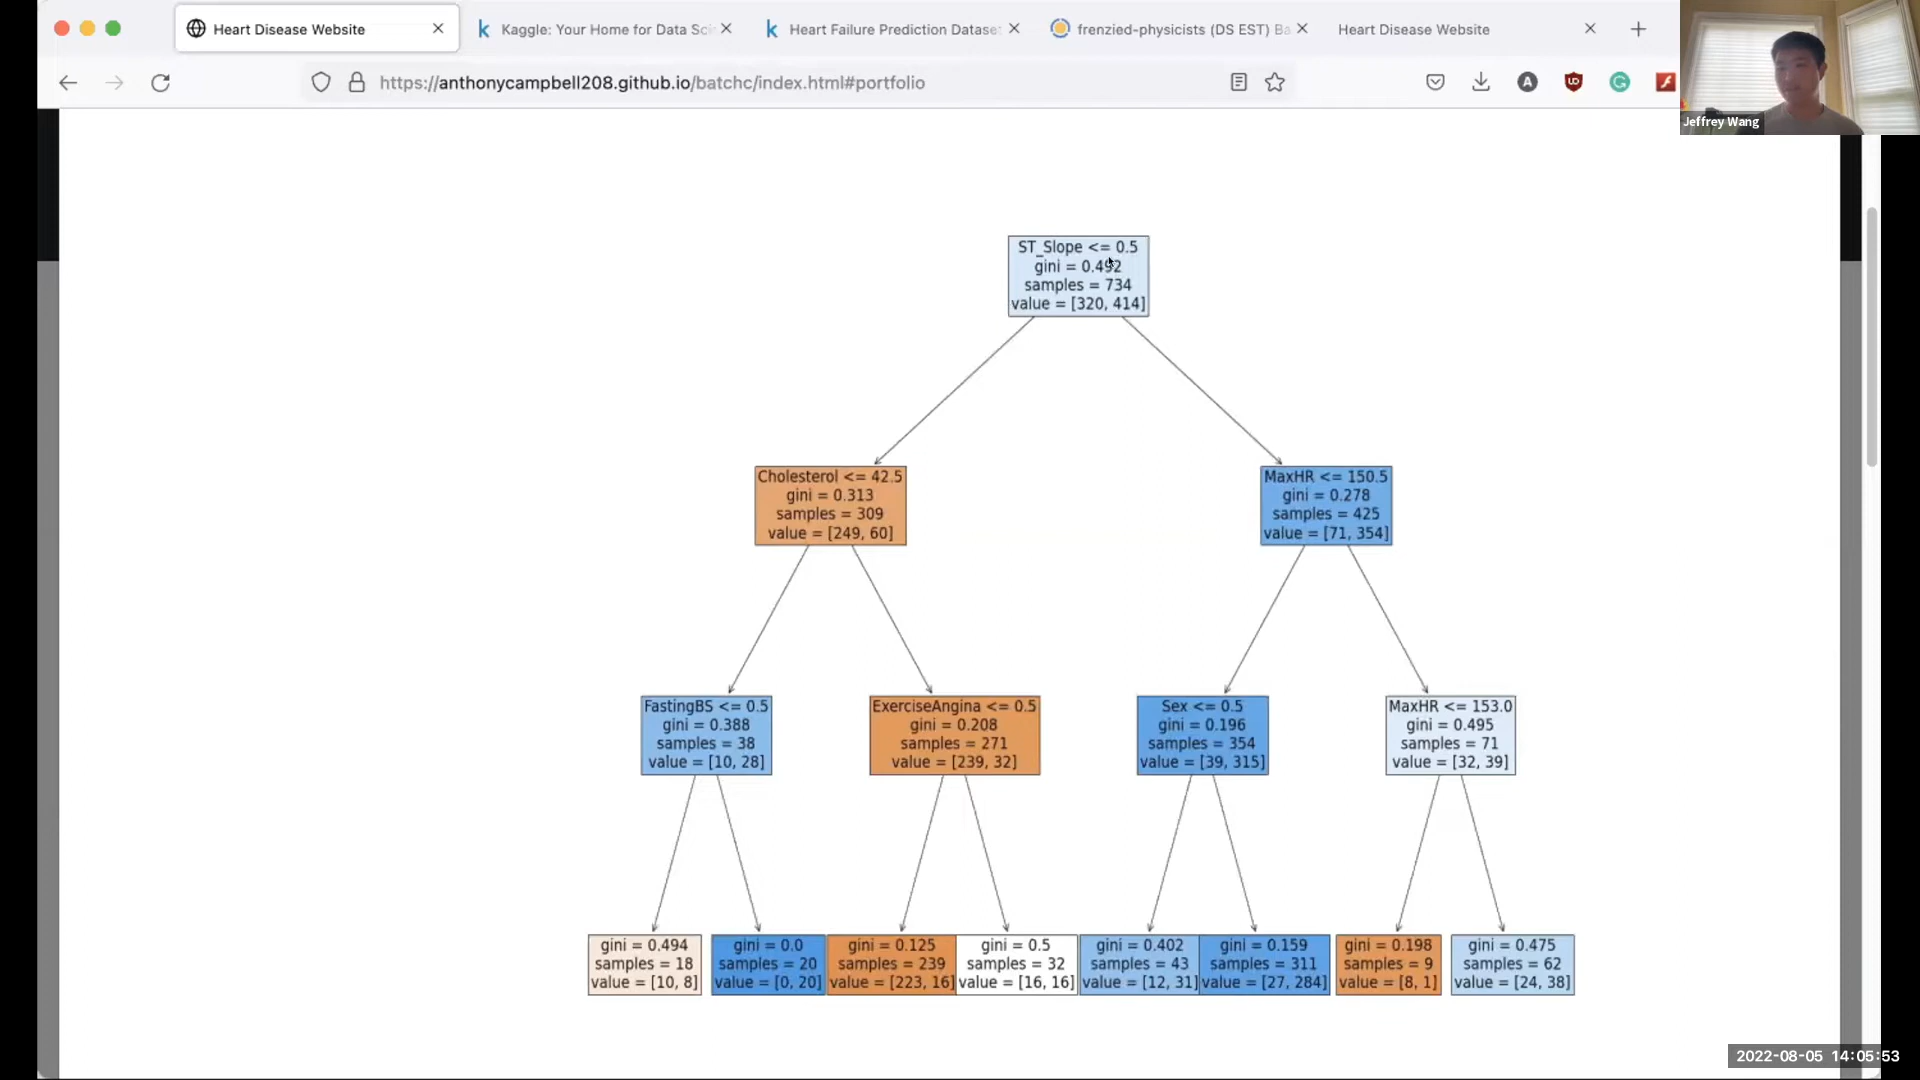 Heart Disease Website
Kaggle: Your Home for Data Sci
Heart Failure Prediction Dataset
frenzied-physicists (DS EST) Ba
Heart Disease Website
https://anthonycampbell208.github.io/batchc/index.html#portfolio
Jeffrey Wang
ST_Slope <= 0.5
gini = 0.492
samples = 734
value = [320, 414]
Cholesterol <= 42.5
gini = 0.313
samples = 309
value = [249, 60]
MaxHR <= 150.5
gini = 0.278
samples = 425
value = [71, 354]
FastingBS <= 0.5
gini = 0.388
samples = 38
value = [10, 28]
ExerciseAngina <= 0.5
gini = 0.208
samples = 271
value = [239, 32]
Sex <= 0.5
gini = 0.196
samples = 354
value = [39, 315]
MaxHR <= 153.0
gini = 0.495
samples = 71
value = [32, 39]
gini = 0.494
samples = 18
value = [10, 8]
gini = 0.0
samples = 20
value = [0, 20]
gini = 0.125
samples = 239
value = [223, 16]
gini = 0.5
samples = 32
value = [16, 16]
gini = 0.402
samples = 43
value = [12, 31]
gini = 0.159
samples = 311
value = [27, 284]
gini = 0.198
samples = 9
value = [8, 1]
gini = 0.475
samples = 62
value = [24, 38]
2022-08-05 14:05:53